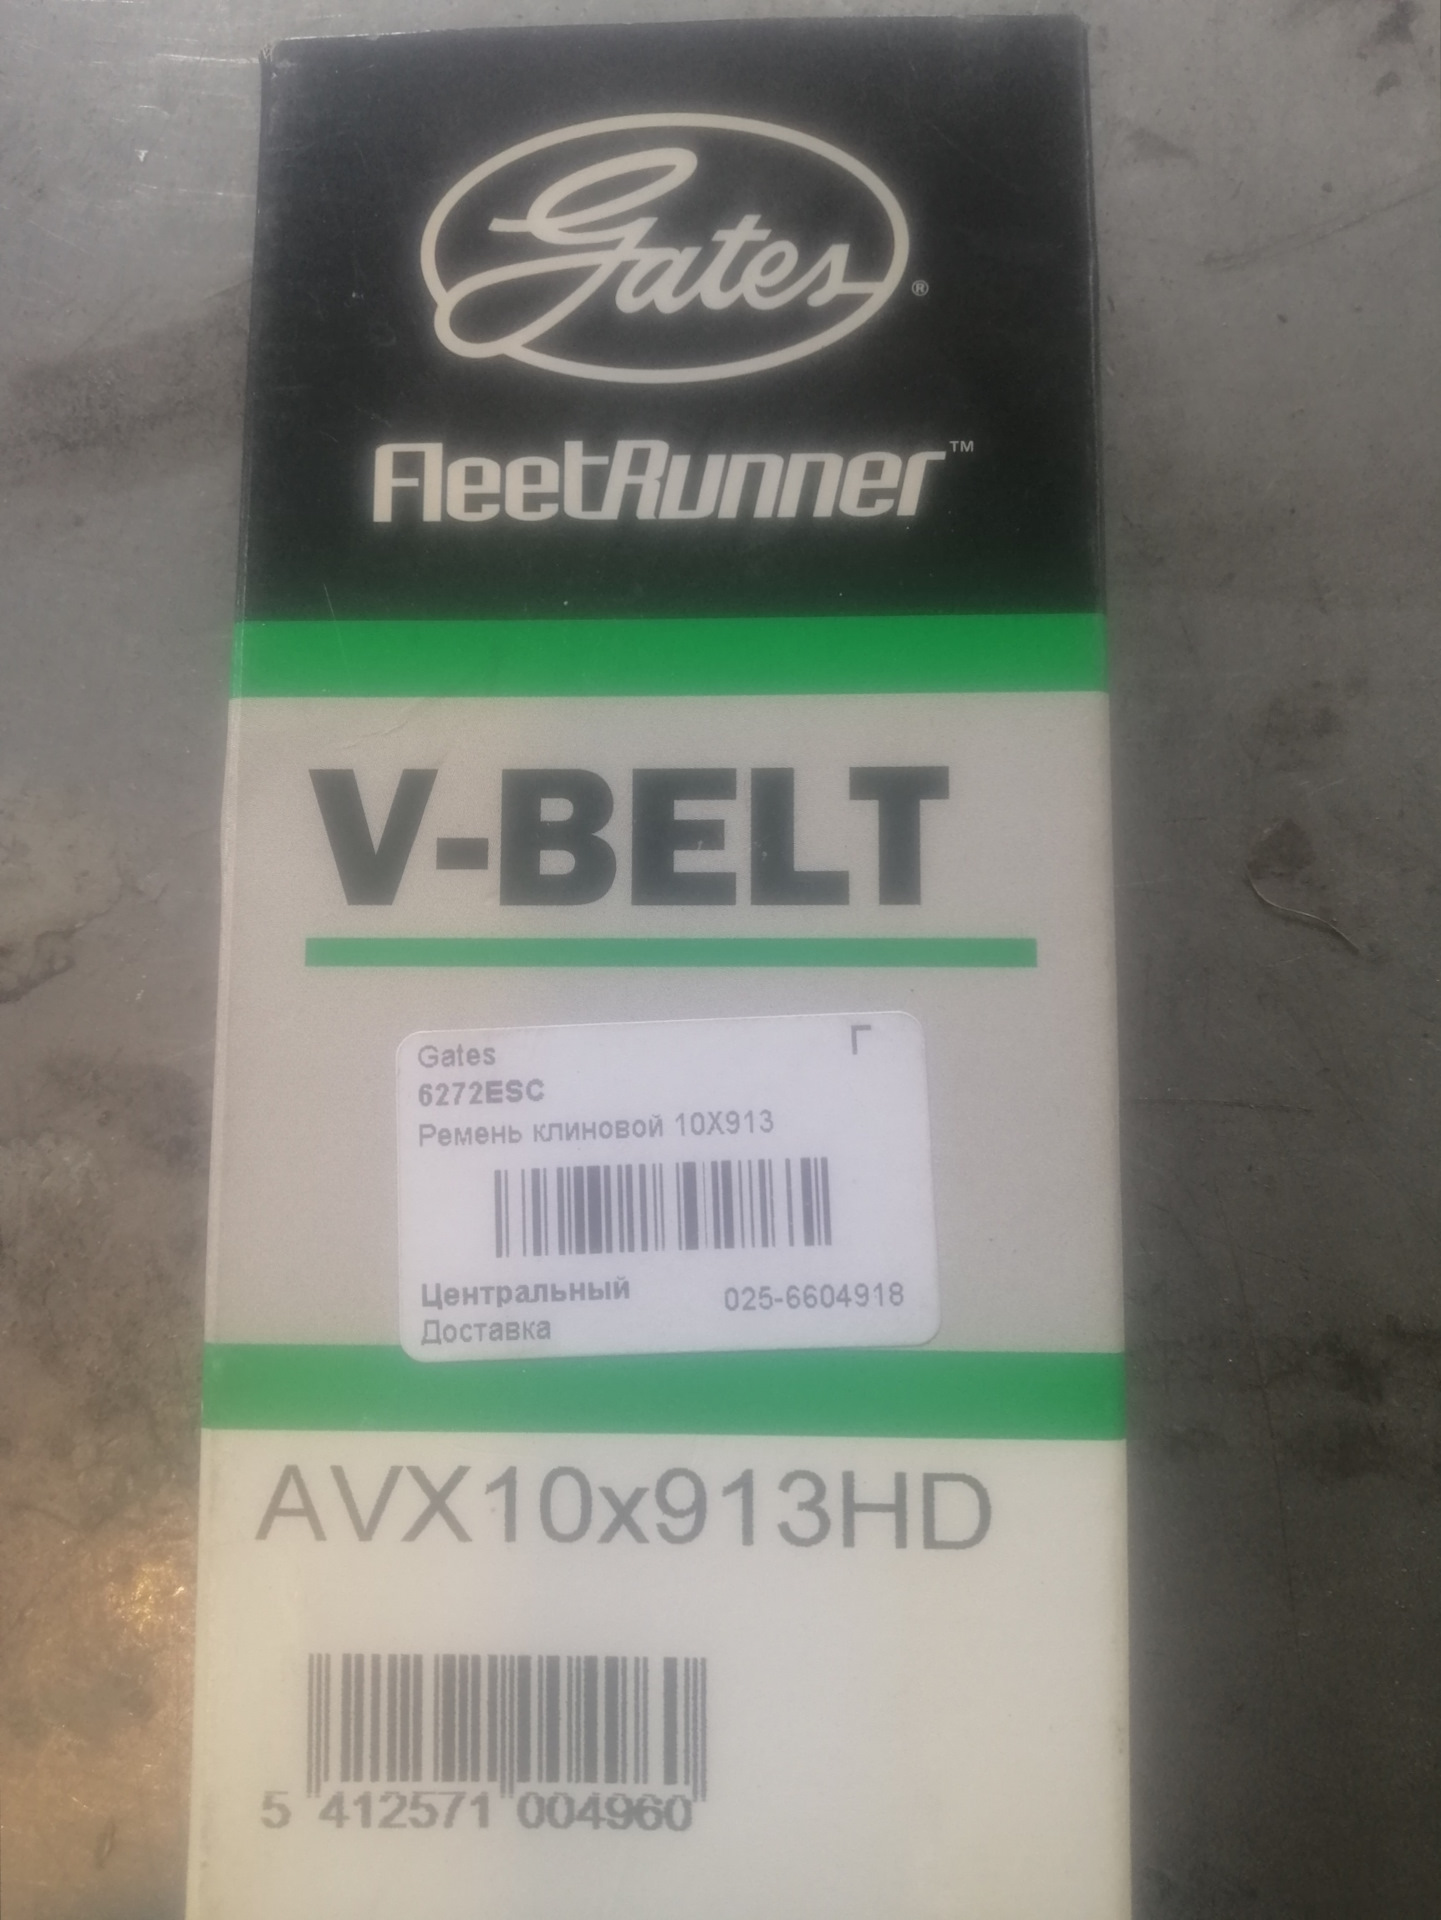 Gates ®
FleetRunner™
V-BELT
Gates
Г
6272ESC
Ремень клиновой 10X913
Центральный
025-6604918
Доставка
AVX10x913HD
5 412571 004960